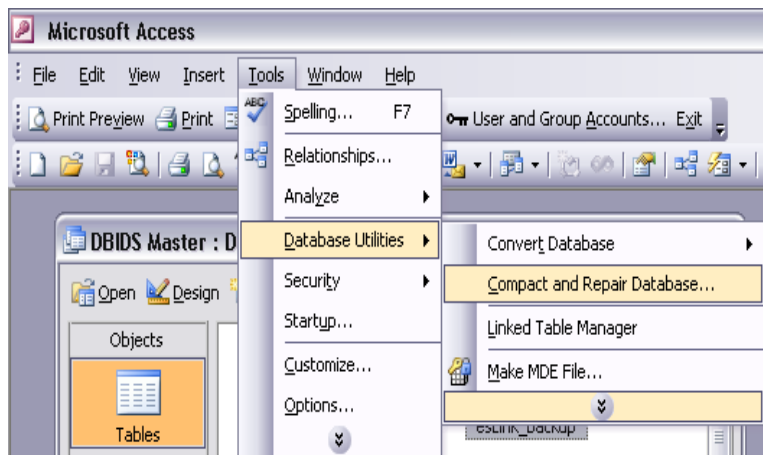 Microsoft Access
File Edit View Insert Tools Window Help
Print Preview Print User and Group Accounts... Exit
ABC Spelling... F7
Relationships...
Analyze
DBIDS Master : D
Database Utilities
Convert Database
Open Design
Security
Compact and Repair Database...
Objects
Startup...
Linked Table Manager
Customize...
Make MDE File...
Options...
Tables